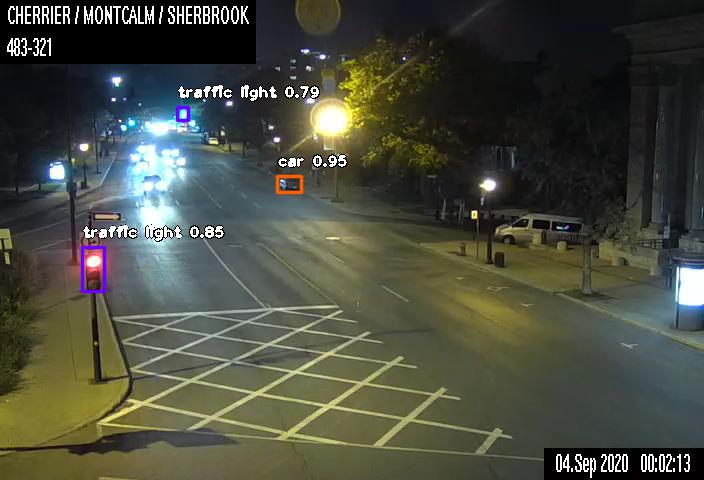 CHERRIER / MONTCALM / SHERBROOK
483-321
traffic light 0.79
car 0.95
traffic light 0.85
04.Sep 2020 00:02:13